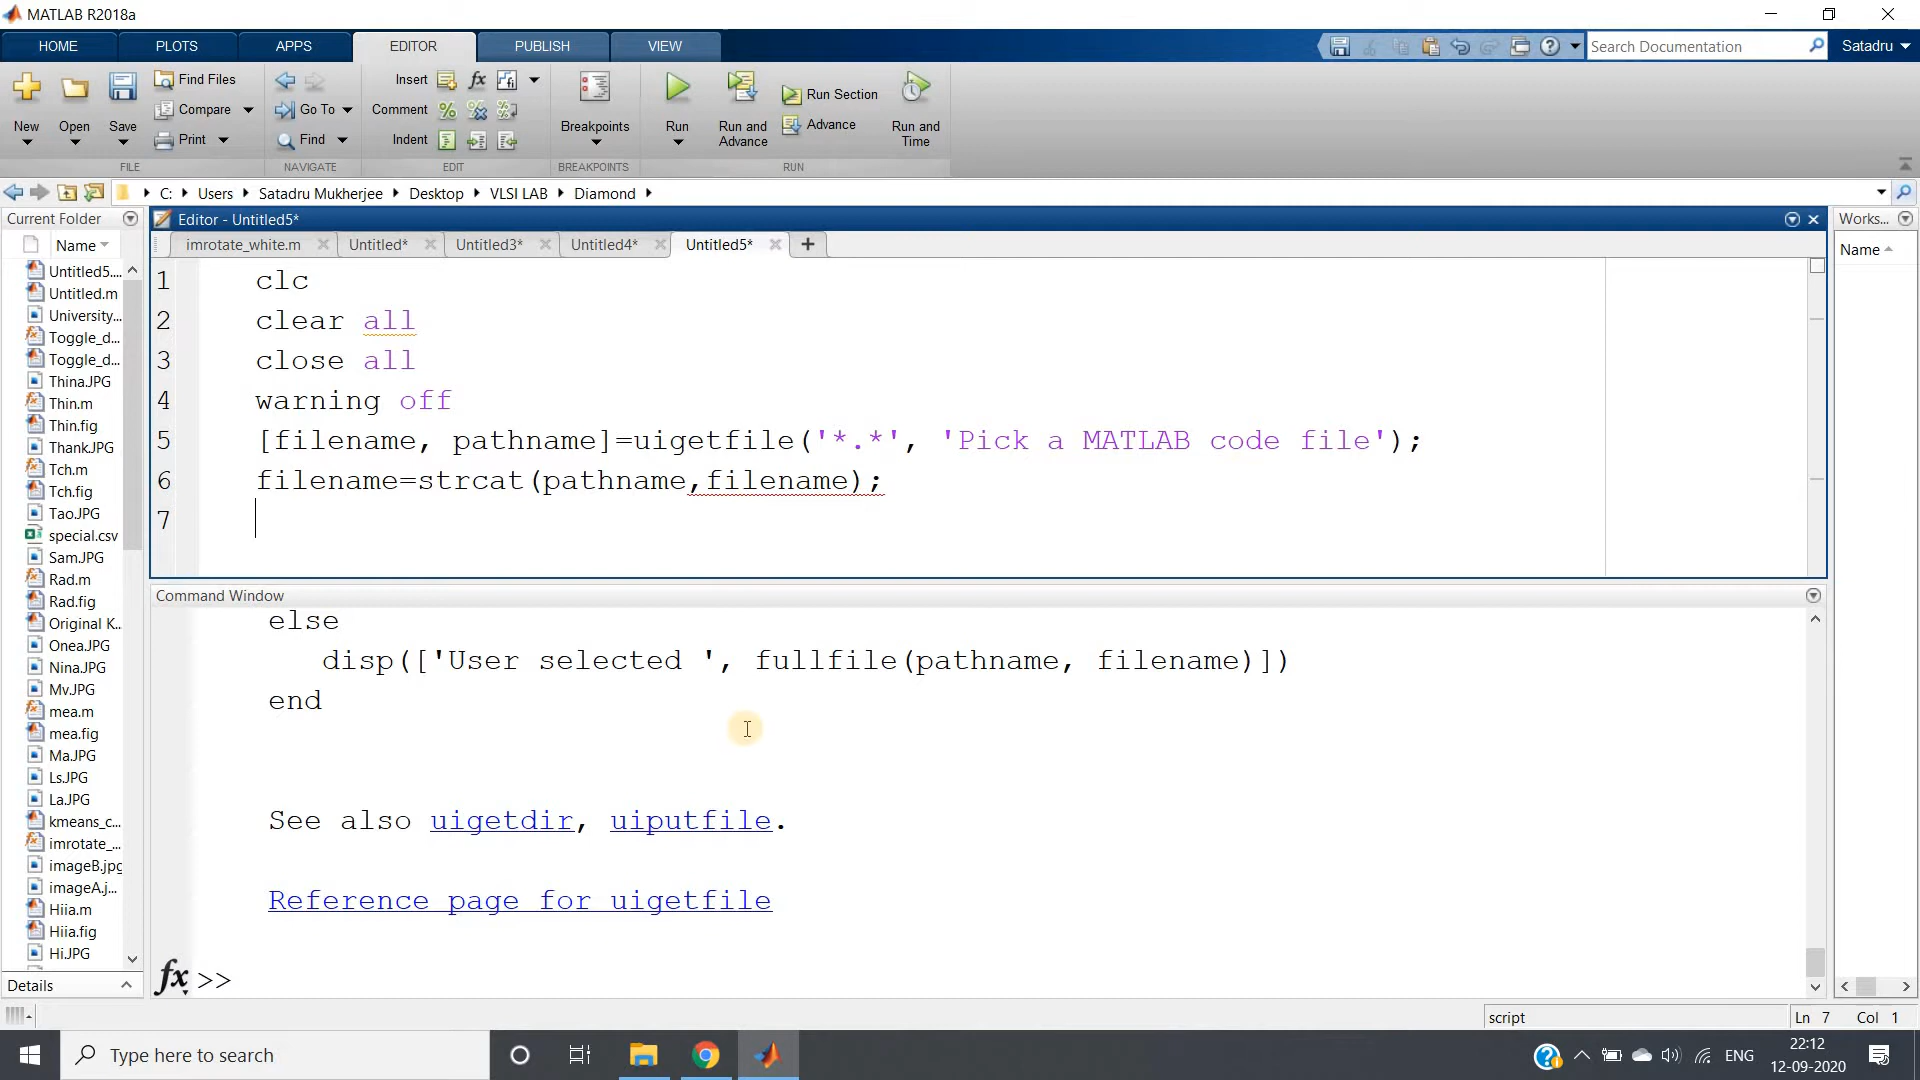 MATLAB R2018a
HOME PLOTS APPS EDITOR PUBLISH VIEW
Search Documentation Satadru
New Open Save Find Files Compare Print
Go To Find
Insert Comment Indent
Breakpoints
Run Run and Advance Run Section Advance Run and Time
FILE NAVIGATE EDIT BREAKPOINTS RUN
C: Users Satadru Mukherjee Desktop VLSI LAB Diamond
Current Folder
Name
Untitled5....
Untitled.m
University...
Toggle_d...
Toggle_d...
Thina.JPG
Thin.m
Thin.fig
Thank.JPG
Tch.m
Tch.fig
Tao.JPG
special.csv
Sam.JPG
Rad.m
Rad.fig
Original K...
Onea.JPG
Nina.JPG
Mv.JPG
mea.m
mea.fig
Ma.JPG
Ls.JPG
La.JPG
kmeans_c...
imrotate_...
imageB.jpg
imageA.j...
Hiia.m
Hiia.fig
Hi.JPG
Details
Editor - Untitled5*
imrotate_white.m Untitled* Untitled3* Untitled4* Untitled5*
1 clc
2 clear all
3 close all
4 warning off
5 [filename, pathname]=uigetfile('*.*', 'Pick a MATLAB code file');
6 filename=strcat(pathname,filename);
7
Command Window
else
disp(['User selected ', fullfile(pathname, filename)])
end
See also uigetdir, uiputfile.
Reference page for uigetfile
fx >>
Works...
Name
script Ln 7 Col 1
Type here to search
ENG
22:12
12-09-2020